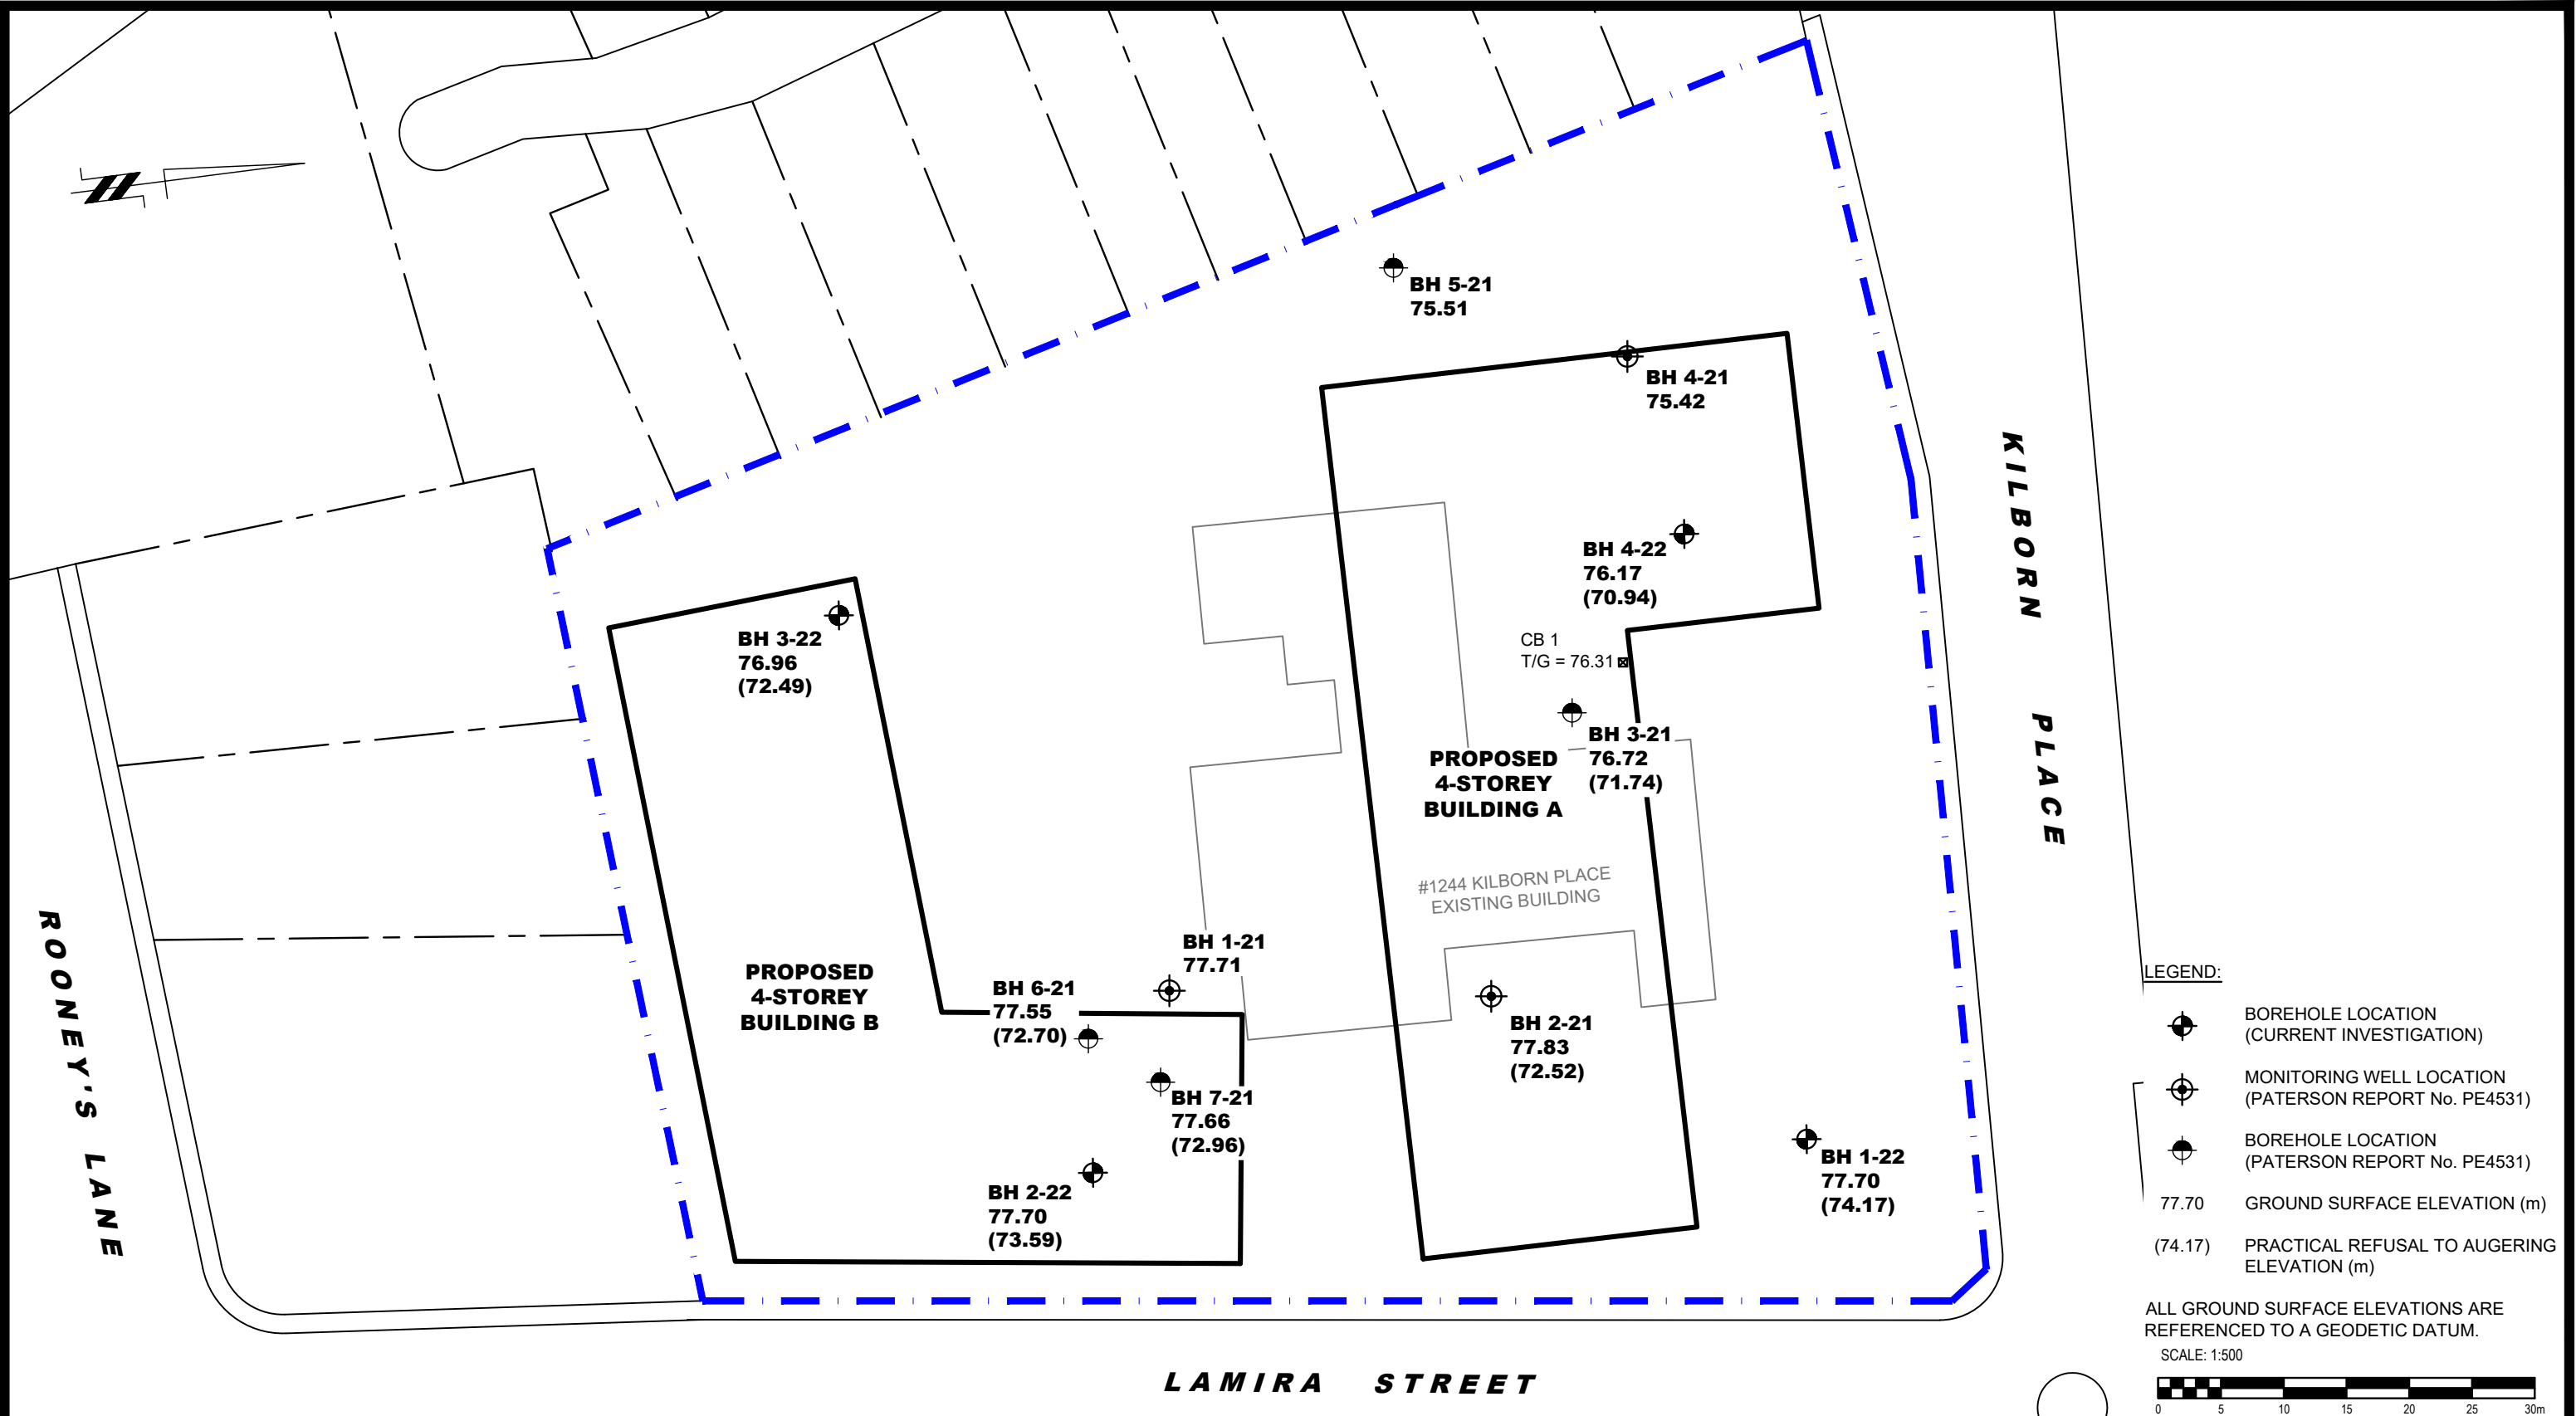 BH 5-21
75.51
BH 4-21
75.42
KILBORN PLACE
BH 4-22
76.17
(70.94)
BH 3-22
76.96
(72.49)
CB 1
T/G = 76.31
BH 3-21
76.72
(71.74)
PROPOSED
4-STOREY
BUILDING A
#1244 KILBORN PLACE
EXISTING BUILDING
ROONEY'S LANE
BH 1-21
77.71
PROPOSED
4-STOREY
BUILDING B
BH 6-21
77.55
(72.70)
BH 2-21
77.83
(72.52)
BH 7-21
77.66
(72.96)
BH 1-22
77.70
(74.17)
BH 2-22
77.70
(73.59)
LAMIRA STREET
LEGEND:
BOREHOLE LOCATION
(CURRENT INVESTIGATION)
MONITORING WELL LOCATION
(PATERSON REPORT No. PE4531)
BOREHOLE LOCATION
(PATERSON REPORT No. PE4531)
77.70 GROUND SURFACE ELEVATION (m)
(74.17) PRACTICAL REFUSAL TO AUGERING
ELEVATION (m)
ALL GROUND SURFACE ELEVATIONS ARE
REFERENCED TO A GEODETIC DATUM.
SCALE: 1:500
0 5 10 15 20 25 30m